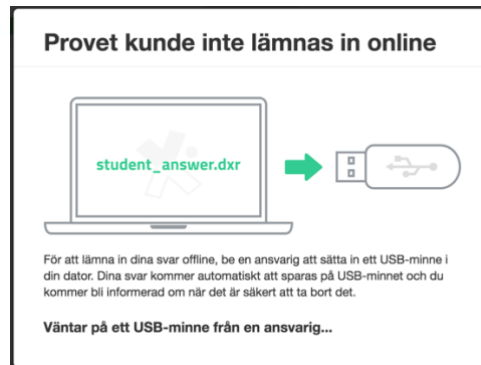 Provet kunde inte lämnas in online
student_answer.dxr
För att lämna in dina svar offline, be en ansvarig att sätta in ett USB-minne i
din dator. Dina svar kommer automatiskt att sparas på USB-minnet och du
kommer bli informerad om när det är säkert att ta bort det.
Väntar på ett USB-minne från en ansvarig...